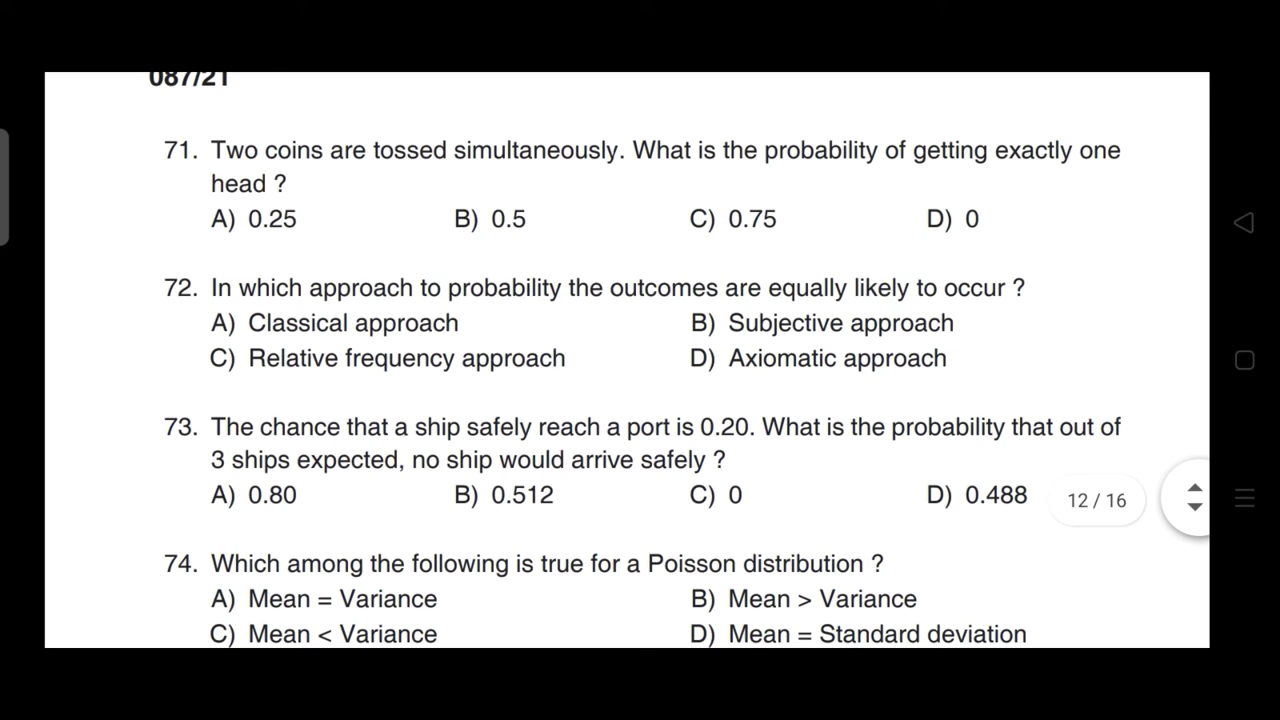 087/21
71. Two coins are tossed simultaneously. What is the probability of getting exactly one
head ?
A) 0.25 B) 0.5 C) 0.75 D) 0
72. In which approach to probability the outcomes are equally likely to occur ?
A) Classical approach B) Subjective approach
C) Relative frequency approach D) Axiomatic approach
73. The chance that a ship safely reach a port is 0.20. What is the probability that out of
3 ships expected, no ship would arrive safely ?
A) 0.80 B) 0.512 C) 0 D) 0.488
12 / 16
74. Which among the following is true for a Poisson distribution ?
A) Mean = Variance B) Mean > Variance
C) Mean < Variance D) Mean = Standard deviation